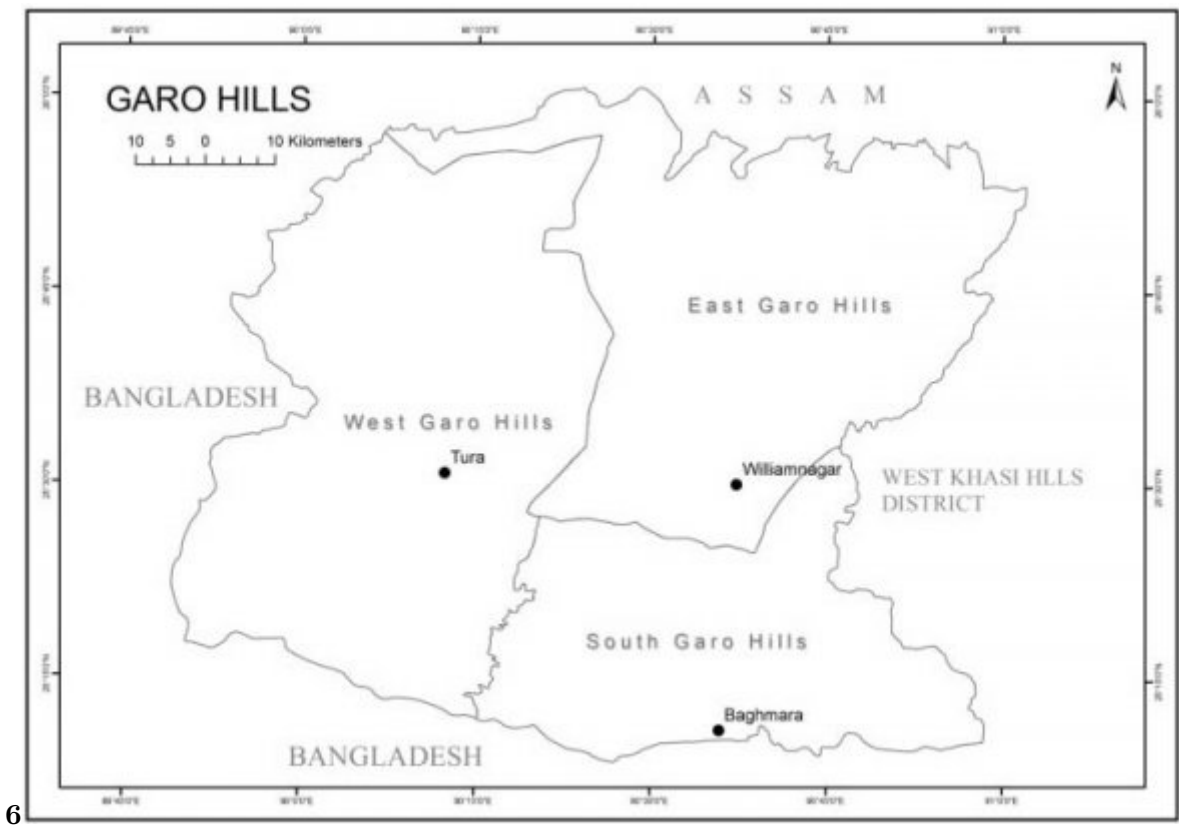 GARO HILLS
10 5 0 10 Kilometers
A S S A M
East Garo Hills
BANGLADESH
West Garo Hills
Tura
Williamnagar
WEST KHASI HLLS
DISTRICT
South Garo Hills
Baghmara
BANGLADESH
N
6